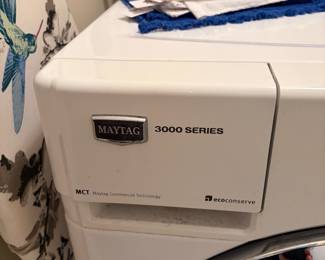 MAYTAG 3000 SERIES
MCT Maytag Commercial Technology ecoconserve